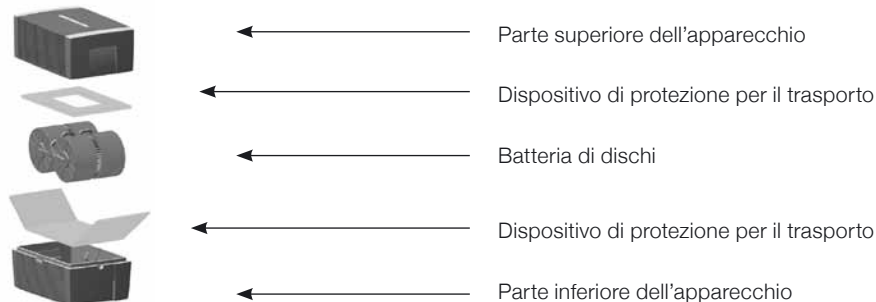 Parte superiore dell'apparecchio
Dispositivo di protezione per il trasporto
Batteria di dischi
Dispositivo di protezione per il trasporto
Parte inferiore dell'apparecchio